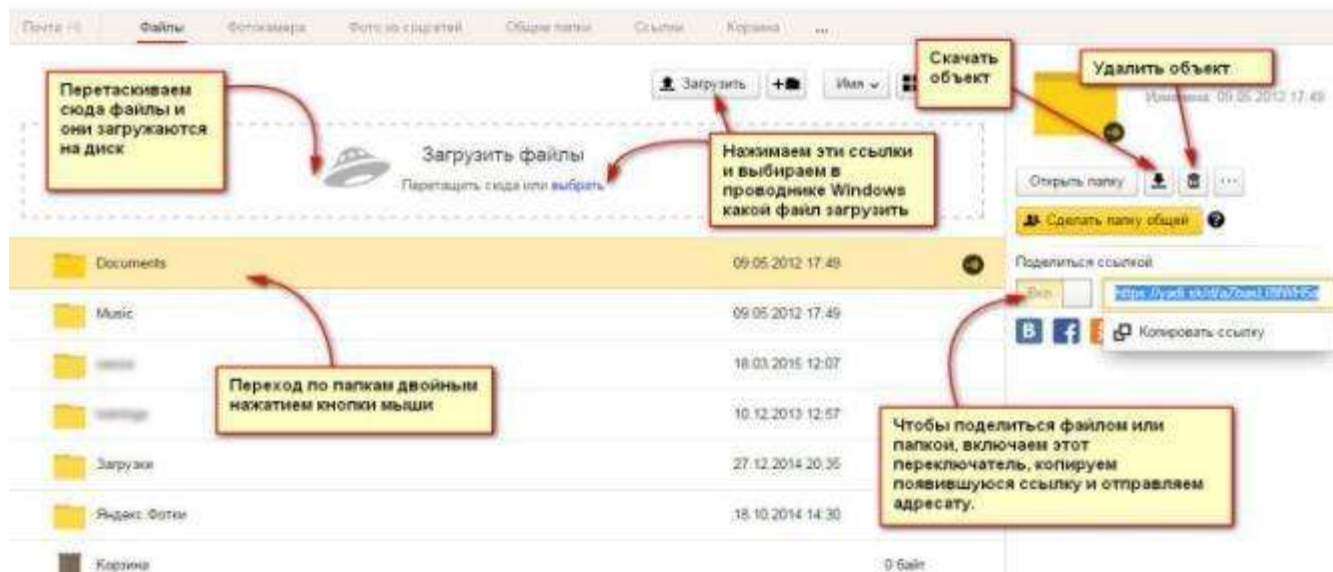 Почта Файлы Фотокамера Фото из соцсетей Общие папки Ссылки Корзина ...
Перетаскиваем
сюда файлы и
они загружаются
на диск
Загрузить Имя
Скачать
объект
Удалить объект
09.05.2012 17:49
Загрузить файлы
Перетащить сюда или выбрать
Нажимаем эти ссылки
и выбираем в
проводнике Windows
какой файл загрузить
Открыть папку ...
Сделать папку общей ?
Поделиться ссылкой
Вкл
Копировать ссылку
Documents 09.05.2012 17:49
Music 09.05.2012 17:49
18.03.2015 12:07
10.12.2013 12:57
Загрузки 27.12.2014 20:35
Яндекс.Фотки 18.10.2014 14:30
Корзина 0 байт
Переход по папкам двойным
нажатием кнопки мыши
Чтобы поделиться файлом или
папкой, включаем этот
переключатель, копируем
появившуюся ссылку и отправляем
адресату.